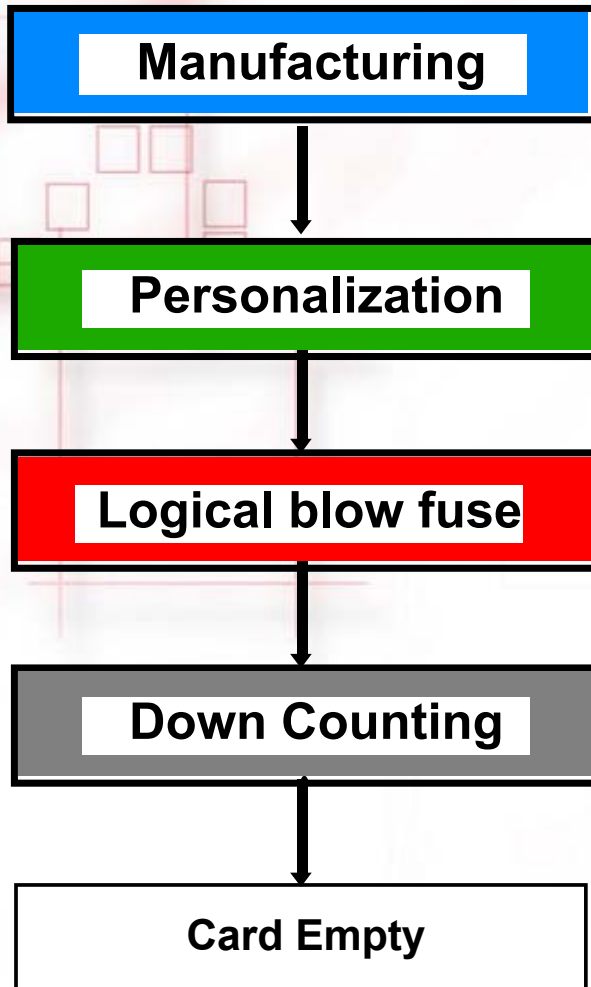 Manufacturing
Personalization
Logical blow fuse
Down Counting
Card Empty